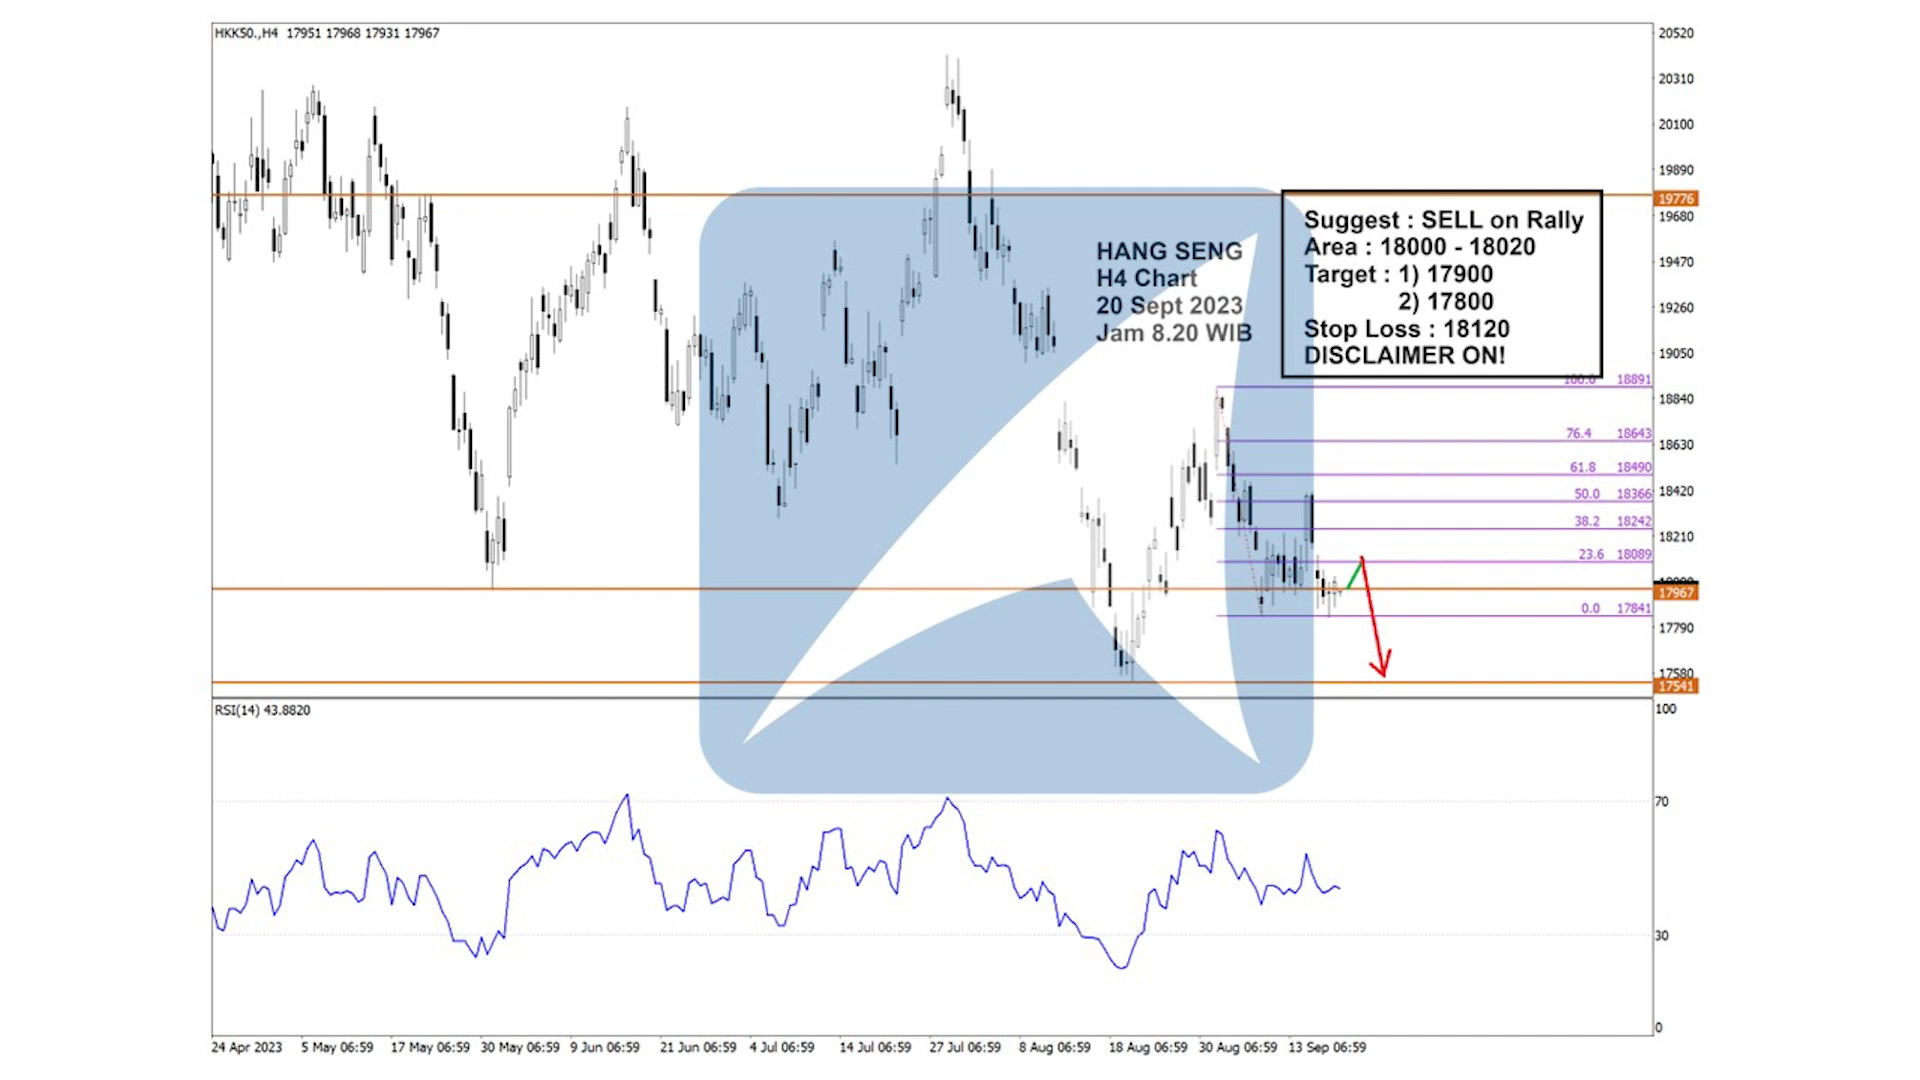 HKK50.,H4 17951 17968 17931 17967
HANG SENG
H4 Chart
20 Sept 2023
Jam 8.20 WIB
Suggest : SELL on Rally
Area : 18000 - 18020
Target : 1) 17900
2) 17800
Stop Loss : 18120
DISCLAIMER ON!
100.0 18891
76.4 18643
61.8 18490
50.0 18366
38.2 18242
23.6 18089
0.0 17841
20520
20310
20100
19890
19776
19680
19470
19260
19050
18840
18630
18420
18210
17967
17790
17580
17541
RSI(14) 43.8820
100
70
30
0
24 Apr 2023 5 May 06:59 17 May 06:59 30 May 06:59 9 Jun 06:59 21 Jun 06:59 4 Jul 06:59 14 Jul 06:59 27 Jul 06:59 8 Aug 06:59 18 Aug 06:59 30 Aug 06:59 13 Sep 06:59